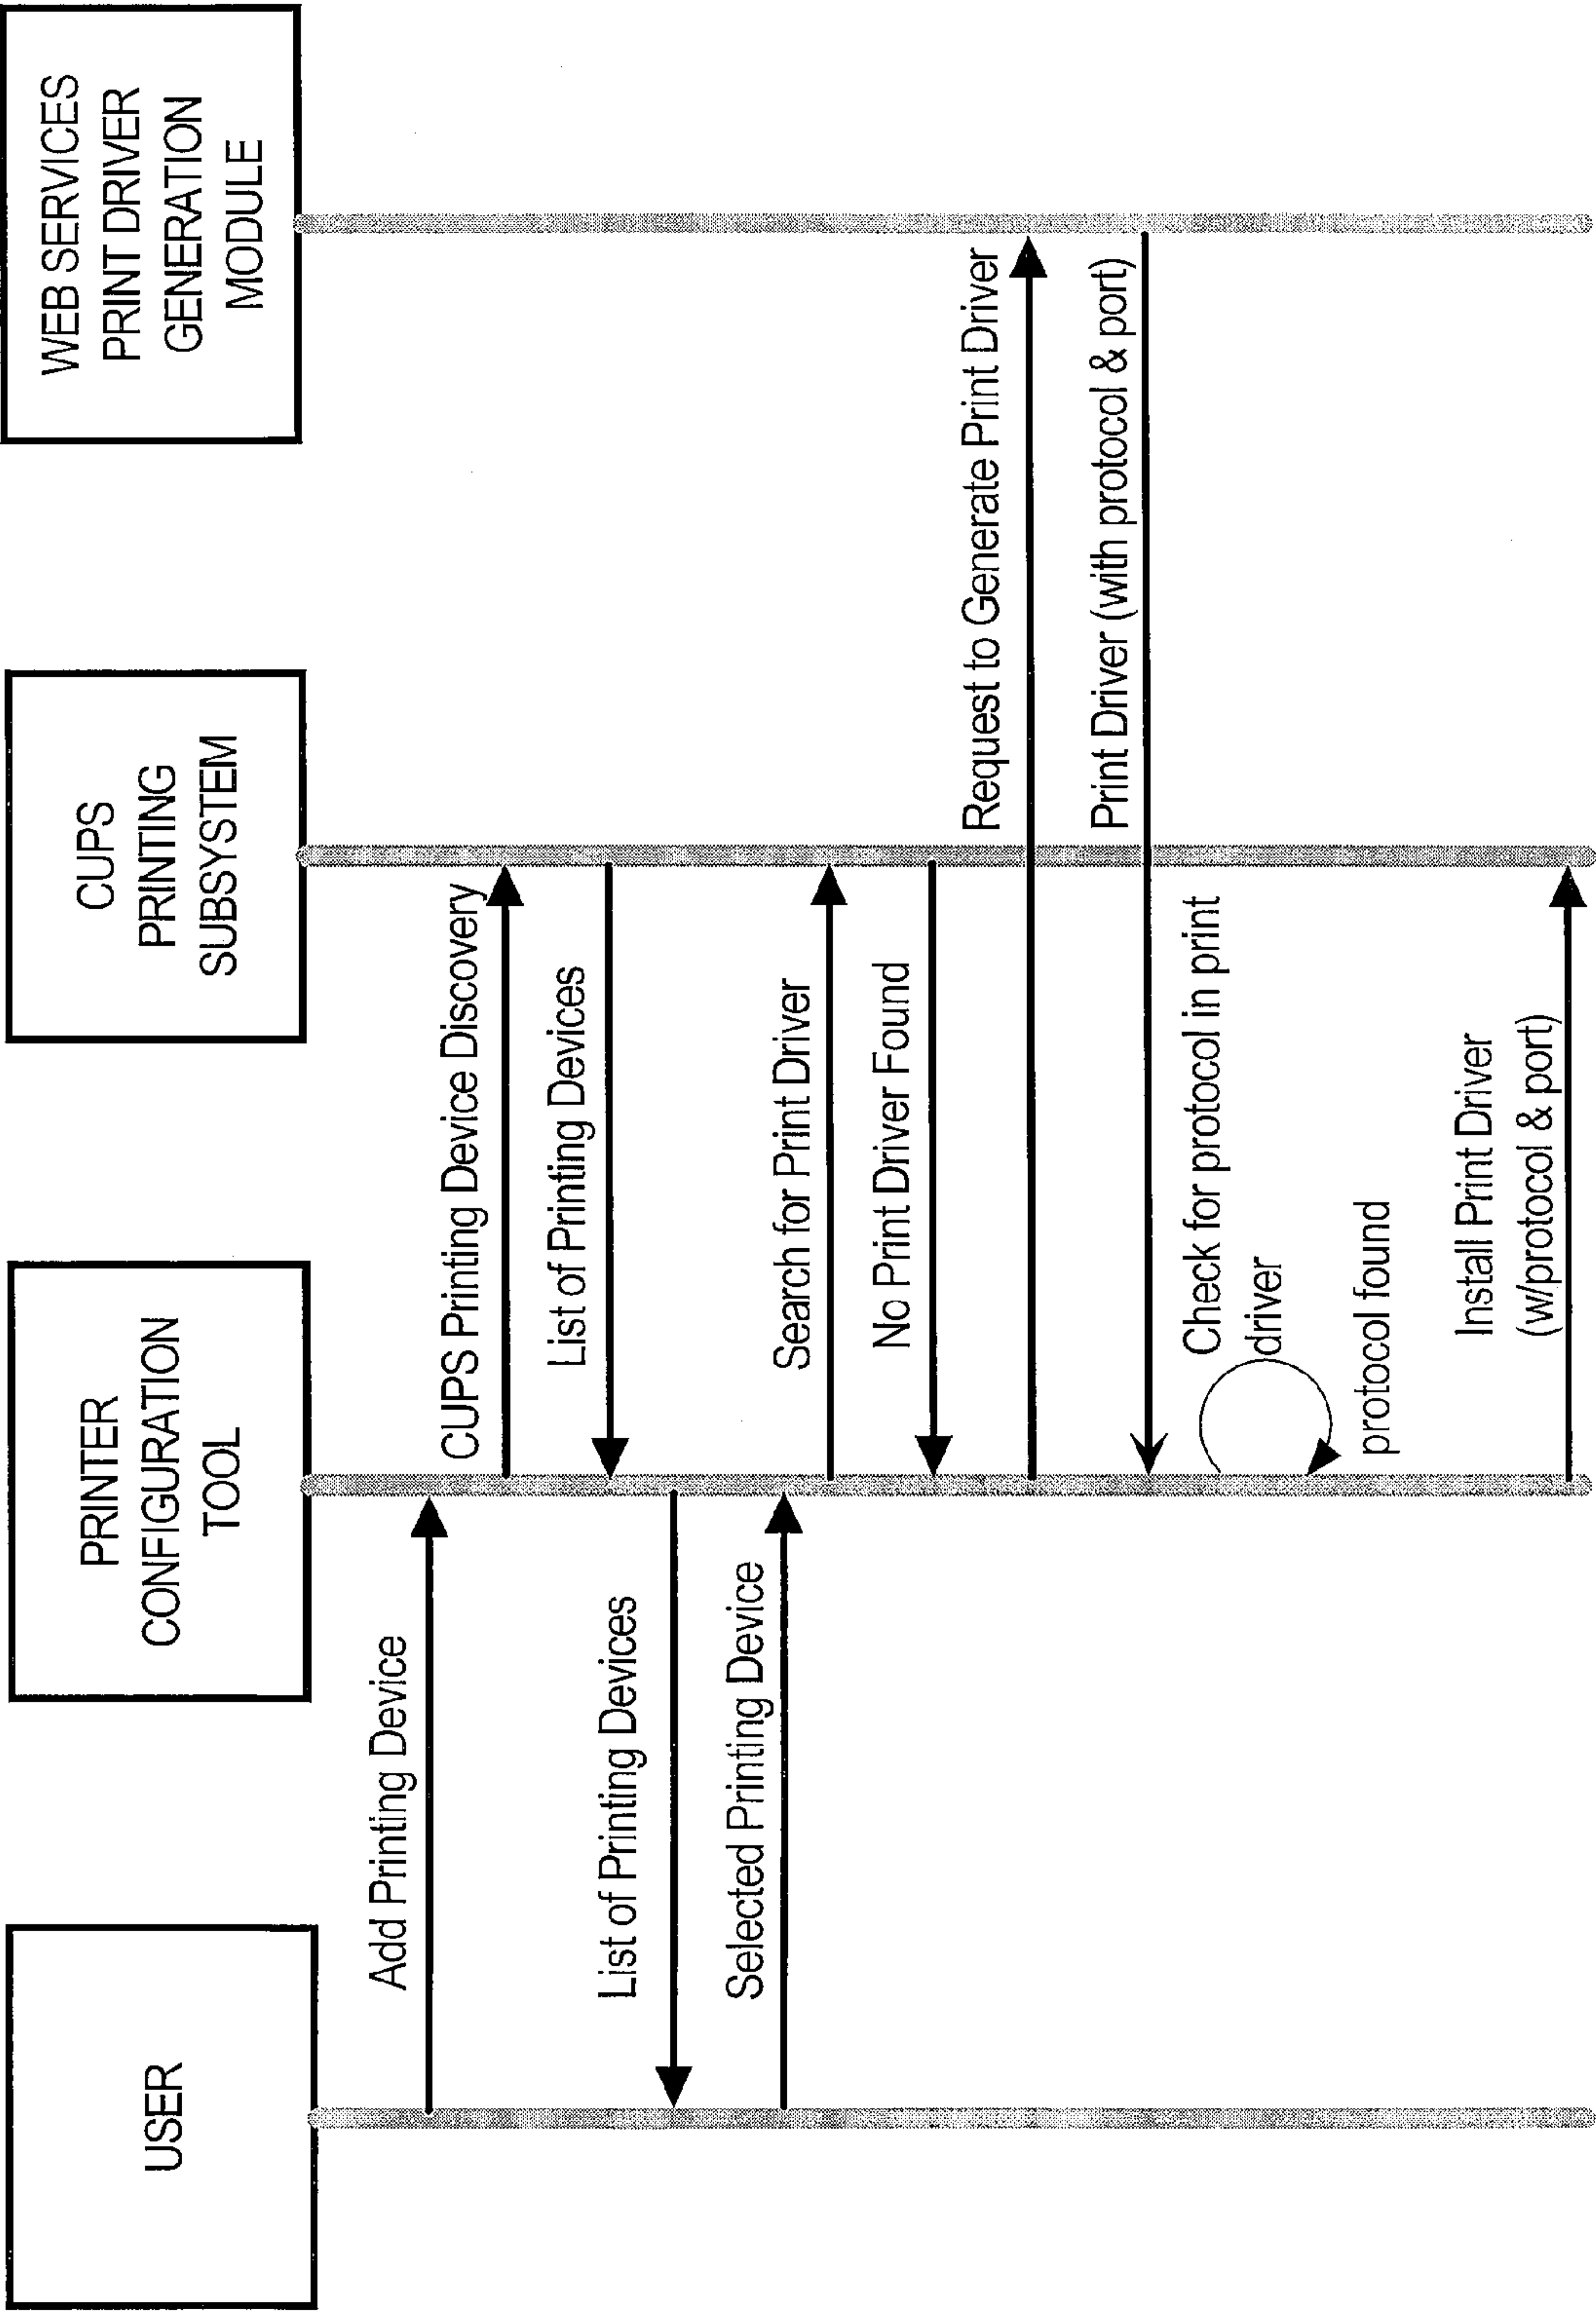 USER
PRINTER
CONFIGURATION
TOOL
CUPS
PRINTING
SUBSYSTEM
WEB SERVICES
PRINT DRIVER
GENERATION
MODULE
Add Printing Device
CUPS Printing Device Discovery
List of Printing Devices
List of Printing Devices
Selected Printing Device
Search for Print Driver
No Print Driver Found
Request to Generate Print Driver
Print Driver (with protocol & port)
Check for protocol in print
driver
protocol found
Install Print Driver
(w/protocol & port)